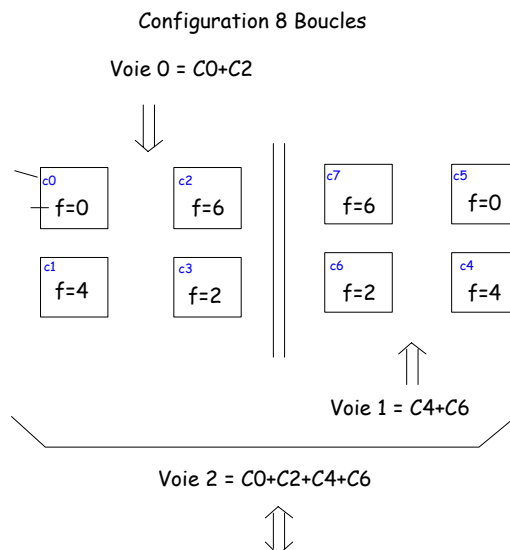 Configuration 8 Boucles
Voie 0 = C0+C2
c0
f=0
c2
f=6
c7
f=6
c5
f=0
c1
f=4
c3
f=2
c6
f=2
c4
f=4
Voie 1 = C4+C6
Voie 2 = C0+C2+C4+C6